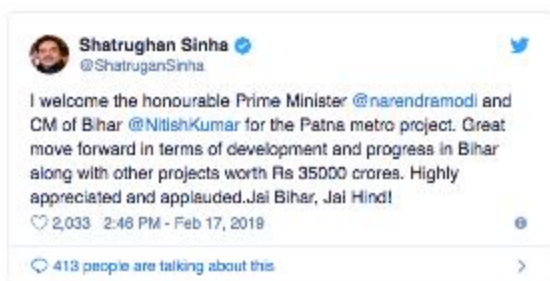 Shatrughan Sinha
@ShatruganSinha
I welcome the honourable Prime Minister @narendramodi and
CM of Bihar @NitishKumar for the Patna metro project. Great
move forward in terms of development and progress in Bihar
along with other projects worth Rs 35000 crores. Highly
appreciated and applauded.Jai Bihar, Jai Hind!
2,033 2:46 PM - Feb 17, 2019
413 people are talking about this